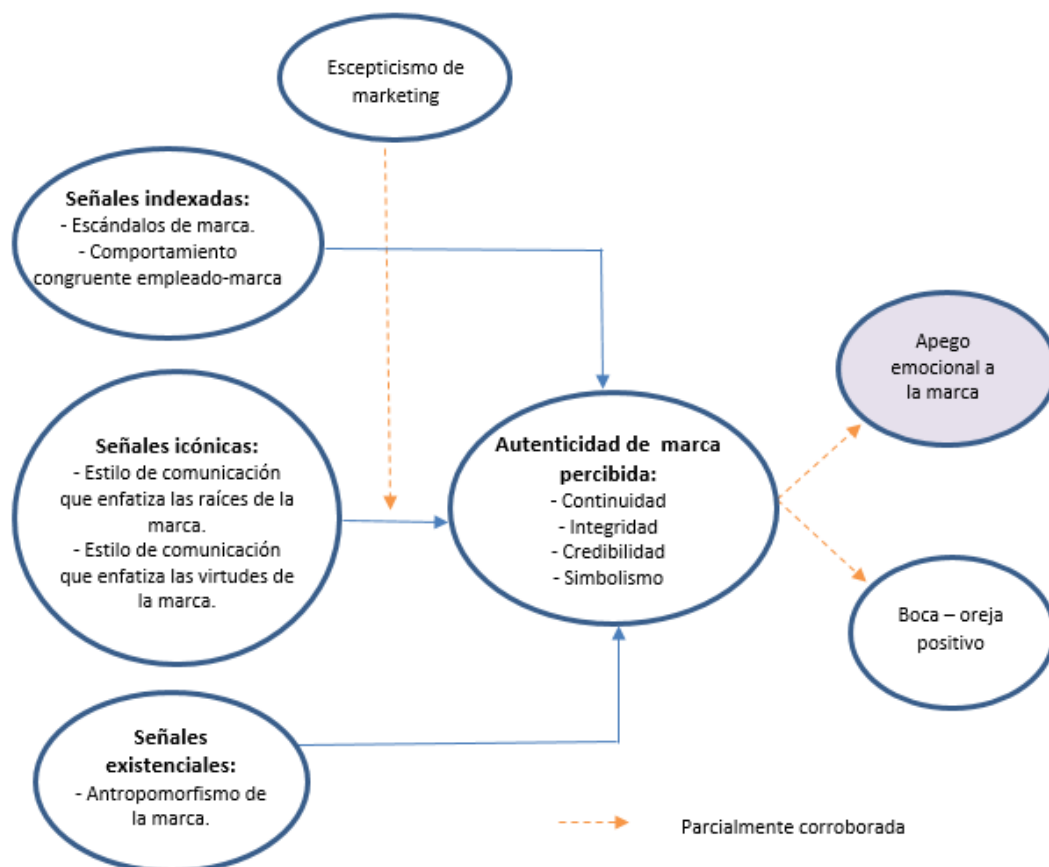 Escepticismo de
marketing
Señales indexadas:
- Escándalos de marca.
- Comportamiento
congruente empleado-marca
Señales icónicas:
- Estilo de comunicación
que enfatiza las raíces de la
marca.
- Estilo de comunicación
que enfatiza las virtudes de
la marca.
Señales
existenciales:
- Antropomorfismo de
la marca.
Autenticidad de marca
percibida:
- Continuidad
- Integridad
- Credibilidad
- Simbolismo
Apego
emocional a
la marca
Boca – oreja
positivo
Parcialmente corroborada